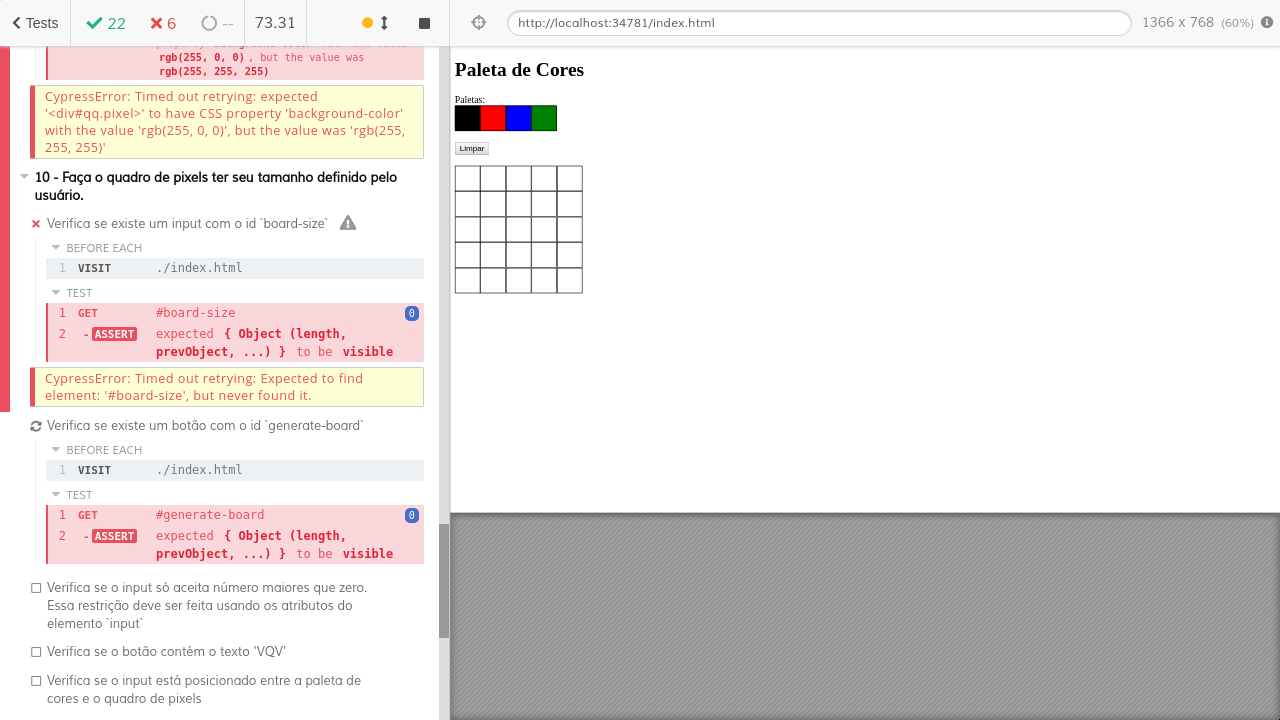 Tests
22
6
--
73.31
http://localhost:34781/index.html
1366 x 768 (60%)
rgb(255, 0, 0) , but the value was
rgb(255, 255, 255)
CypressError: Timed out retrying: expected
'<div#qq.pixel>' to have CSS property 'background-color'
with the value 'rgb(255, 0, 0)', but the value was 'rgb(255,
255, 255)'
10 - Faça o quadro de pixels ter seu tamanho definido pelo
usuário.
Verifica se existe um input com o id `board-size`
BEFORE EACH
1 VISIT ./index.html
TEST
1 GET #board-size 0
2 - ASSERT expected { Object (length,
prevObject, ...) } to be visible
CypressError: Timed out retrying: Expected to find
element: '#board-size', but never found it.
Verifica se existe um botão com o id `generate-board`
BEFORE EACH
1 VISIT ./index.html
TEST
1 GET #generate-board 0
2 - ASSERT expected { Object (length,
prevObject, ...) } to be visible
Verifica se o input só aceita número maiores que zero.
Essa restrição deve ser feita usando os atributos do
elemento `input`
Verifica se o botão contém o texto 'VQV'
Verifica se o input está posicionado entre a paleta de
cores e o quadro de pixels
Paleta de Cores
Paletas:
Limpar